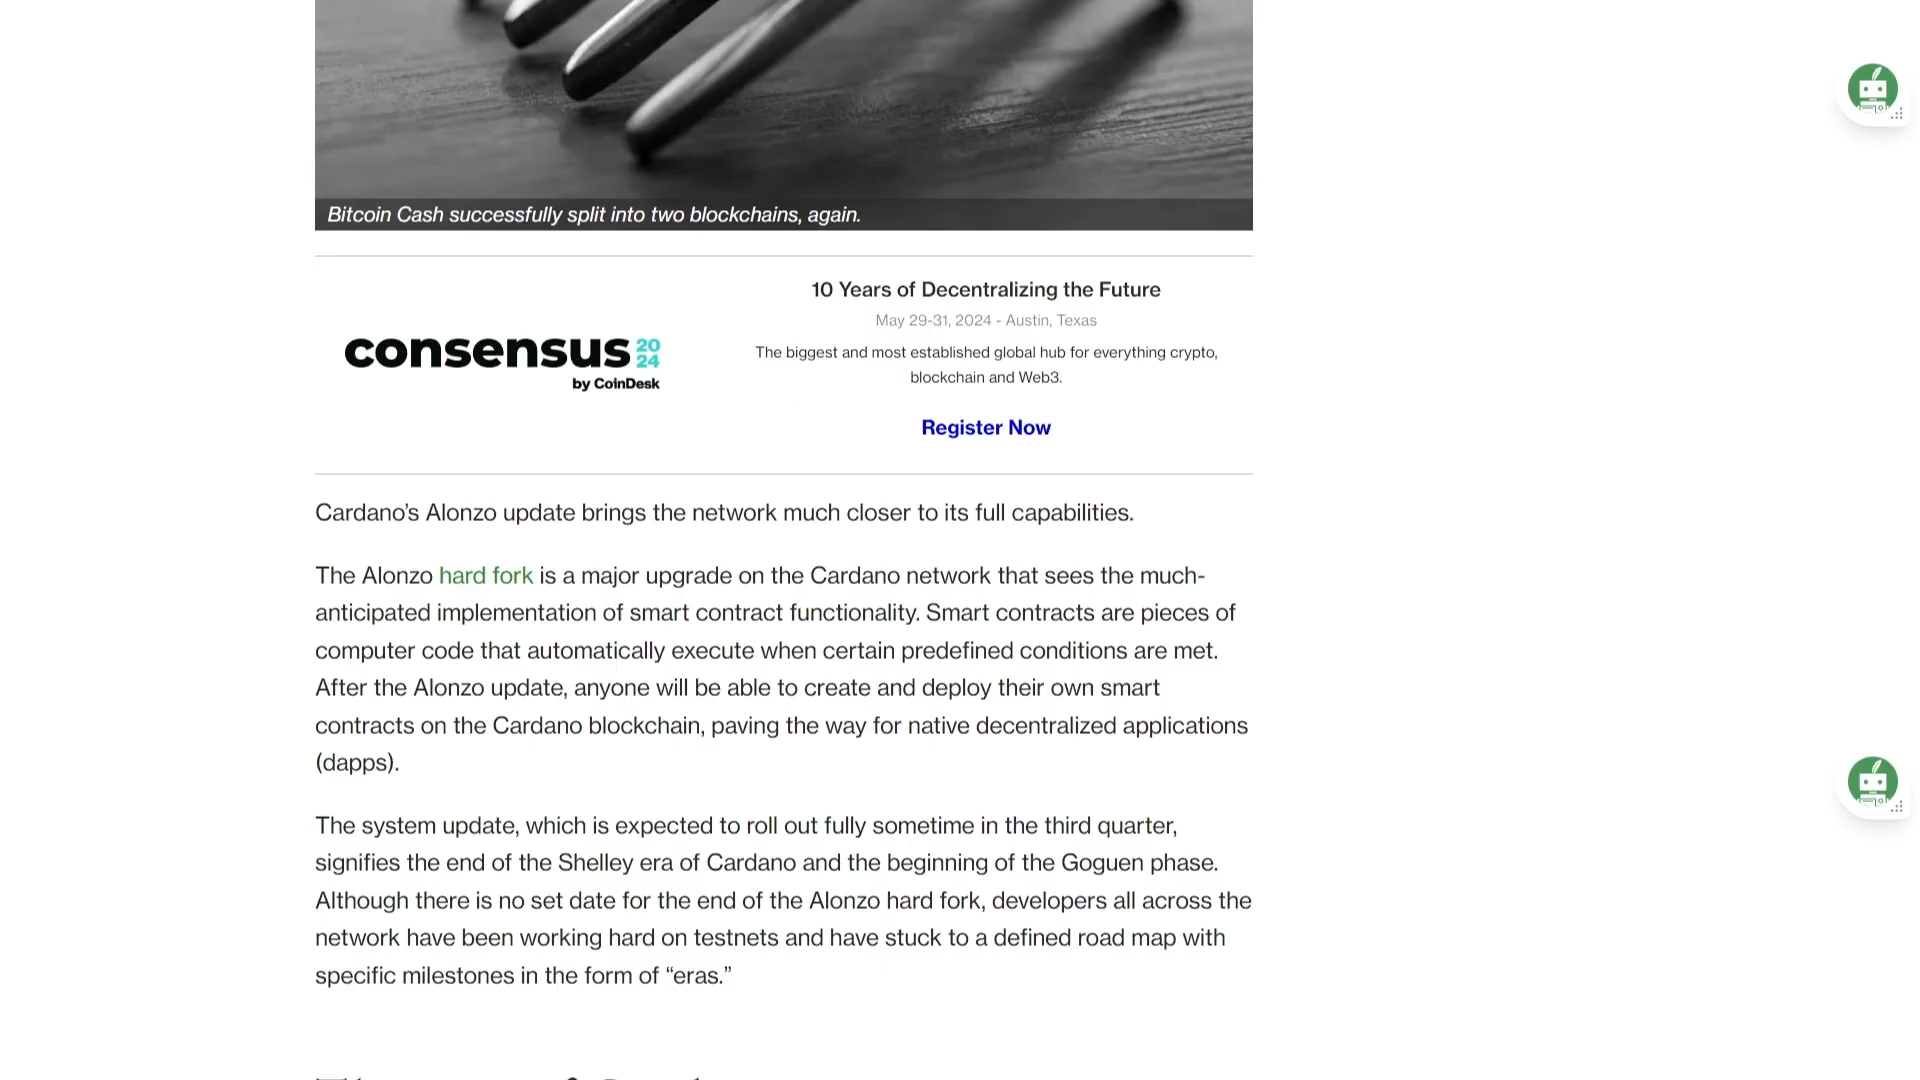 Bitcoin Cash successfully split into two blockchains, again.
consensus 2024
by CoinDesk
10 Years of Decentralizing the Future
May 29-31, 2024 - Austin, Texas
The biggest and most established global hub for everything crypto,
blockchain and Web3.
Register Now
Cardano’s Alonzo update brings the network much closer to its full capabilities.
The Alonzo hard fork is a major upgrade on the Cardano network that sees the much-
anticipated implementation of smart contract functionality. Smart contracts are pieces of
computer code that automatically execute when certain predefined conditions are met.
After the Alonzo update, anyone will be able to create and deploy their own smart
contracts on the Cardano blockchain, paving the way for native decentralized applications
(dapps).
The system update, which is expected to roll out fully sometime in the third quarter,
signifies the end of the Shelley era of Cardano and the beginning of the Goguen phase.
Although there is no set date for the end of the Alonzo hard fork, developers all across the
network have been working hard on testnets and have stuck to a defined road map with
specific milestones in the form of “eras.”